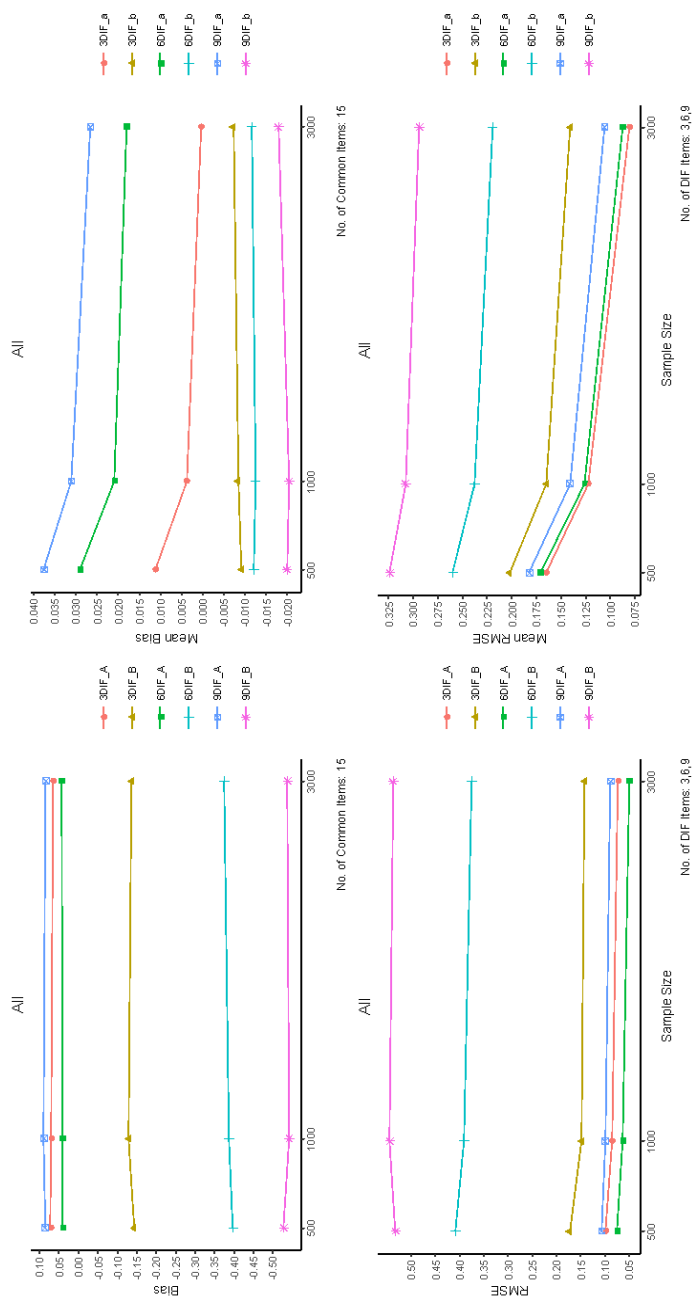 All
0.10
0.05
0.00
-0.05
-0.10
-0.15
-0.20
-0.25
-0.30
-0.35
-0.40
-0.45
-0.50
Bias
500
1000
3000
No. of Common Items: 15
3DIF_A
3DIF_B
6DIF_A
6DIF_B
9DIF_A
9DIF_B
All
0.040
0.035
0.030
0.025
0.020
0.015
0.010
0.005
0.000
-0.005
-0.010
-0.015
-0.020
Mean Bias
500
1000
3000
No. of Common Items: 15
3DIF_a
3DIF_b
6DIF_a
6DIF_b
9DIF_a
9DIF_b
All
0.50
0.45
0.40
0.35
0.30
0.25
0.20
0.15
0.10
0.05
RMSE
500
1000
3000
Sample Size
No. of DIF Items: 3,6,9
3DIF_A
3DIF_B
6DIF_A
6DIF_B
9DIF_A
9DIF_B
All
0.325
0.300
0.275
0.250
0.225
0.200
0.175
0.150
0.125
0.100
0.075
Mean RMSE
500
1000
3000
Sample Size
No. of DIF Items: 3,6,9
3DIF_a
3DIF_b
6DIF_a
6DIF_b
9DIF_a
9DIF_b